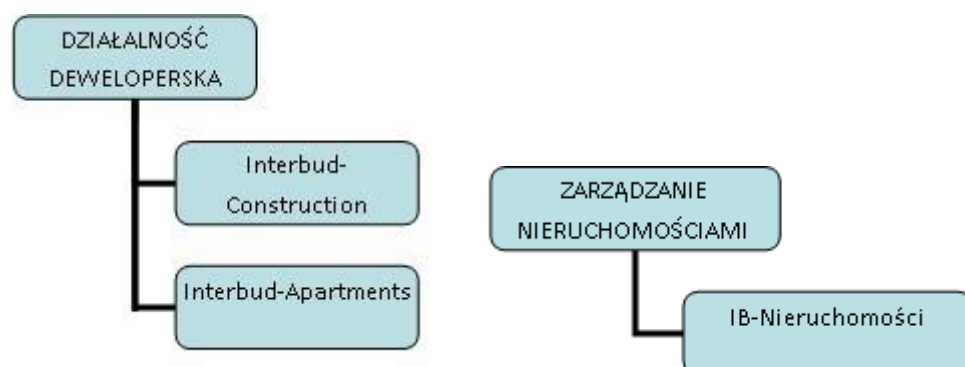 DZIAŁALNOŚĆ
DEWELOPERSKA
Interbud-
Construction
Interbud-Apartments
ZARZĄDZANIE
NIERUCHOMOŚCIAMI
IB-Nieruchomości